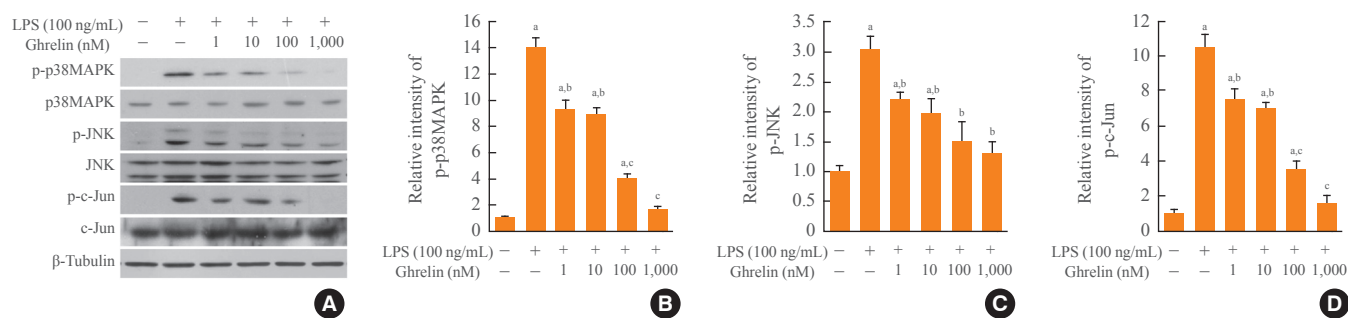 LPS (100 ng/mL) – + + + + +
Ghrelin (nM) – – 1 10 100 1,000
p-p38MAPK
p38MAPK
p-JNK
JNK
p-c-Jun
c-Jun
β-Tubulin
A
Relative intensity of
p-p38MAPK
16
14
12
10
8
6
4
2
0
a
a,b
a,b
a,c
c
LPS (100 ng/mL) – + + + + +
Ghrelin (nM) – – 1 10 100 1,000
B
Relative intensity of
p-JNK
3.5
3.0
2.5
2.0
1.5
1.0
0.5
0
a
a,b
a,b
b
b
LPS (100 ng/mL) – + + + + +
Ghrelin (nM) – – 1 10 100 1,000
C
Relative intensity of
p-c-Jun
12
10
8
6
4
2
0
a
a,b
a,b
a,c
c
LPS (100 ng/mL) – + + + + +
Ghrelin (nM) – – 1 10 100 1,000
D